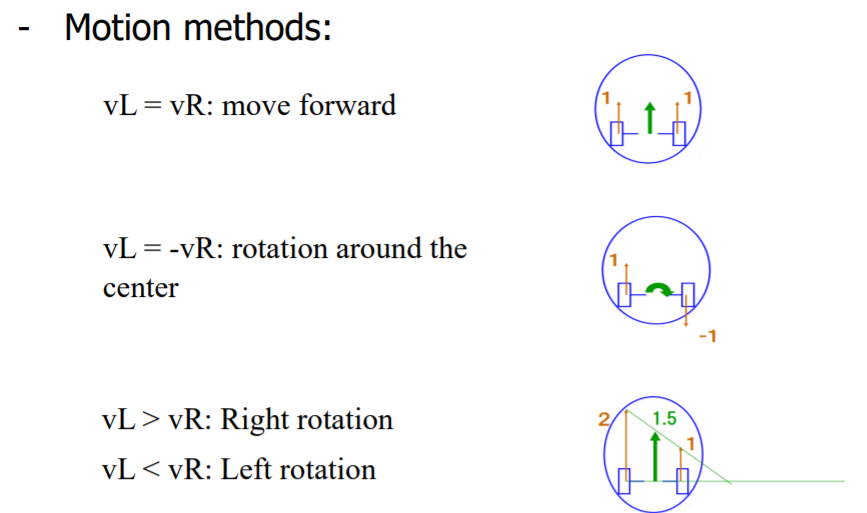 - Motion methods:
vL = vR: move forward
1 1
vL = -vR: rotation around the
center
1
-1
vL > vR: Right rotation
vL < vR: Left rotation
2 1.5
1